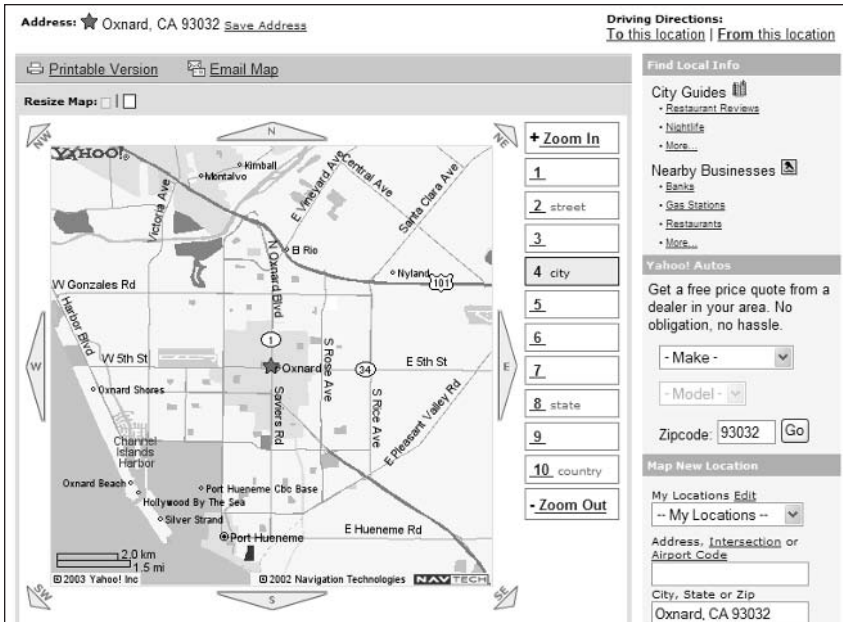 Address: Oxnard, CA 93032 Save Address
Driving Directions:
To this location | From this location
Printable Version Email Map
Resize Map: |
NW
N
NE
YAHOO!
Kimball
Montalvo
Victoria Ave
E Vineyard Ave
Central Ave
Santa Clara Ave
El Rio
N Oxnard Blvd
Nyland
101
W Gonzales Rd
Harbor Blvd
1
W
W 5th St
Oxnard
S Rose Ave
34
E 5th St
E
Oxnard Shores
Saviers Rd
S Rice Ave
E Pleasant Valley Rd
Channel
Islands
Harbor
Oxnard Beach
Port Hueneme Cbc Base
Hollywood By The Sea
Silver Strand
Port Hueneme
E Hueneme Rd
2.0 km
1.5 mi
©2003 Yahoo! Inc
©2002 Navigation Technologies NAVTECH
SW
S
SE
+ Zoom In
1
2 street
3
4 city
5
6
7
8 state
9
10 country
- Zoom Out
Find Local Info
City Guides
• Restaurant Reviews
• Nightlife
• More...
Nearby Businesses
• Banks
• Gas Stations
• Restaurants
• More...
Yahoo! Autos
Get a free price quote from a
dealer in your area. No
obligation, no hassle.
- Make -
- Model -
Zipcode: 93032 Go
Map New Location
My Locations Edit
-- My Locations --
Address, Intersection or
Airport Code
City, State or Zip
Oxnard, CA 93032